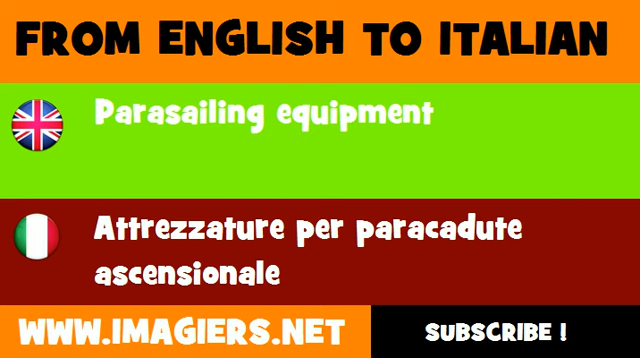 FROM ENGLISH TO ITALIAN
Parasailing equipment
Attrezzature per paracadute
ascensionale
WWW.IMAGIERS.NET
SUBSCRIBE !